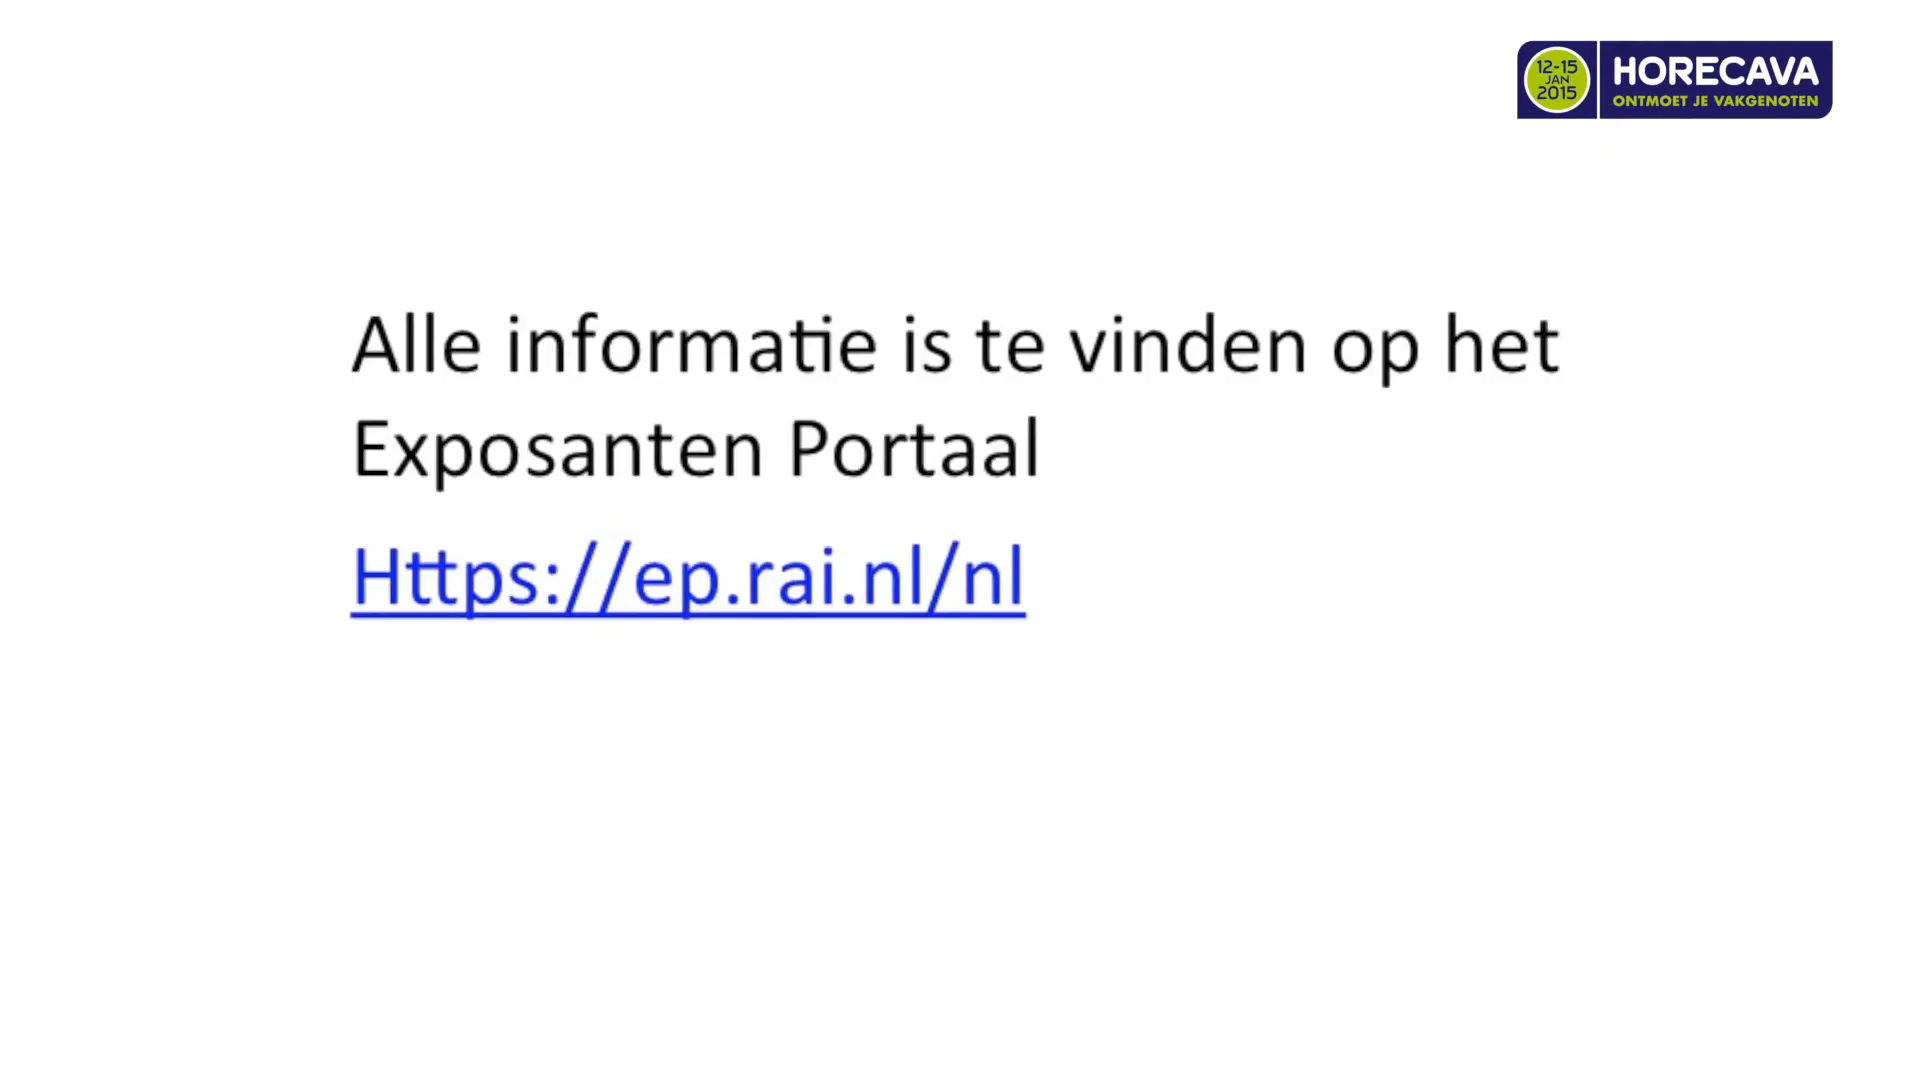 12-15
JAN
2015
HORECAVA
ONTMOET JE VAKGENOTEN
Alle informatie is te vinden op het
Exposanten Portaal
Https://ep.rai.nl/nl